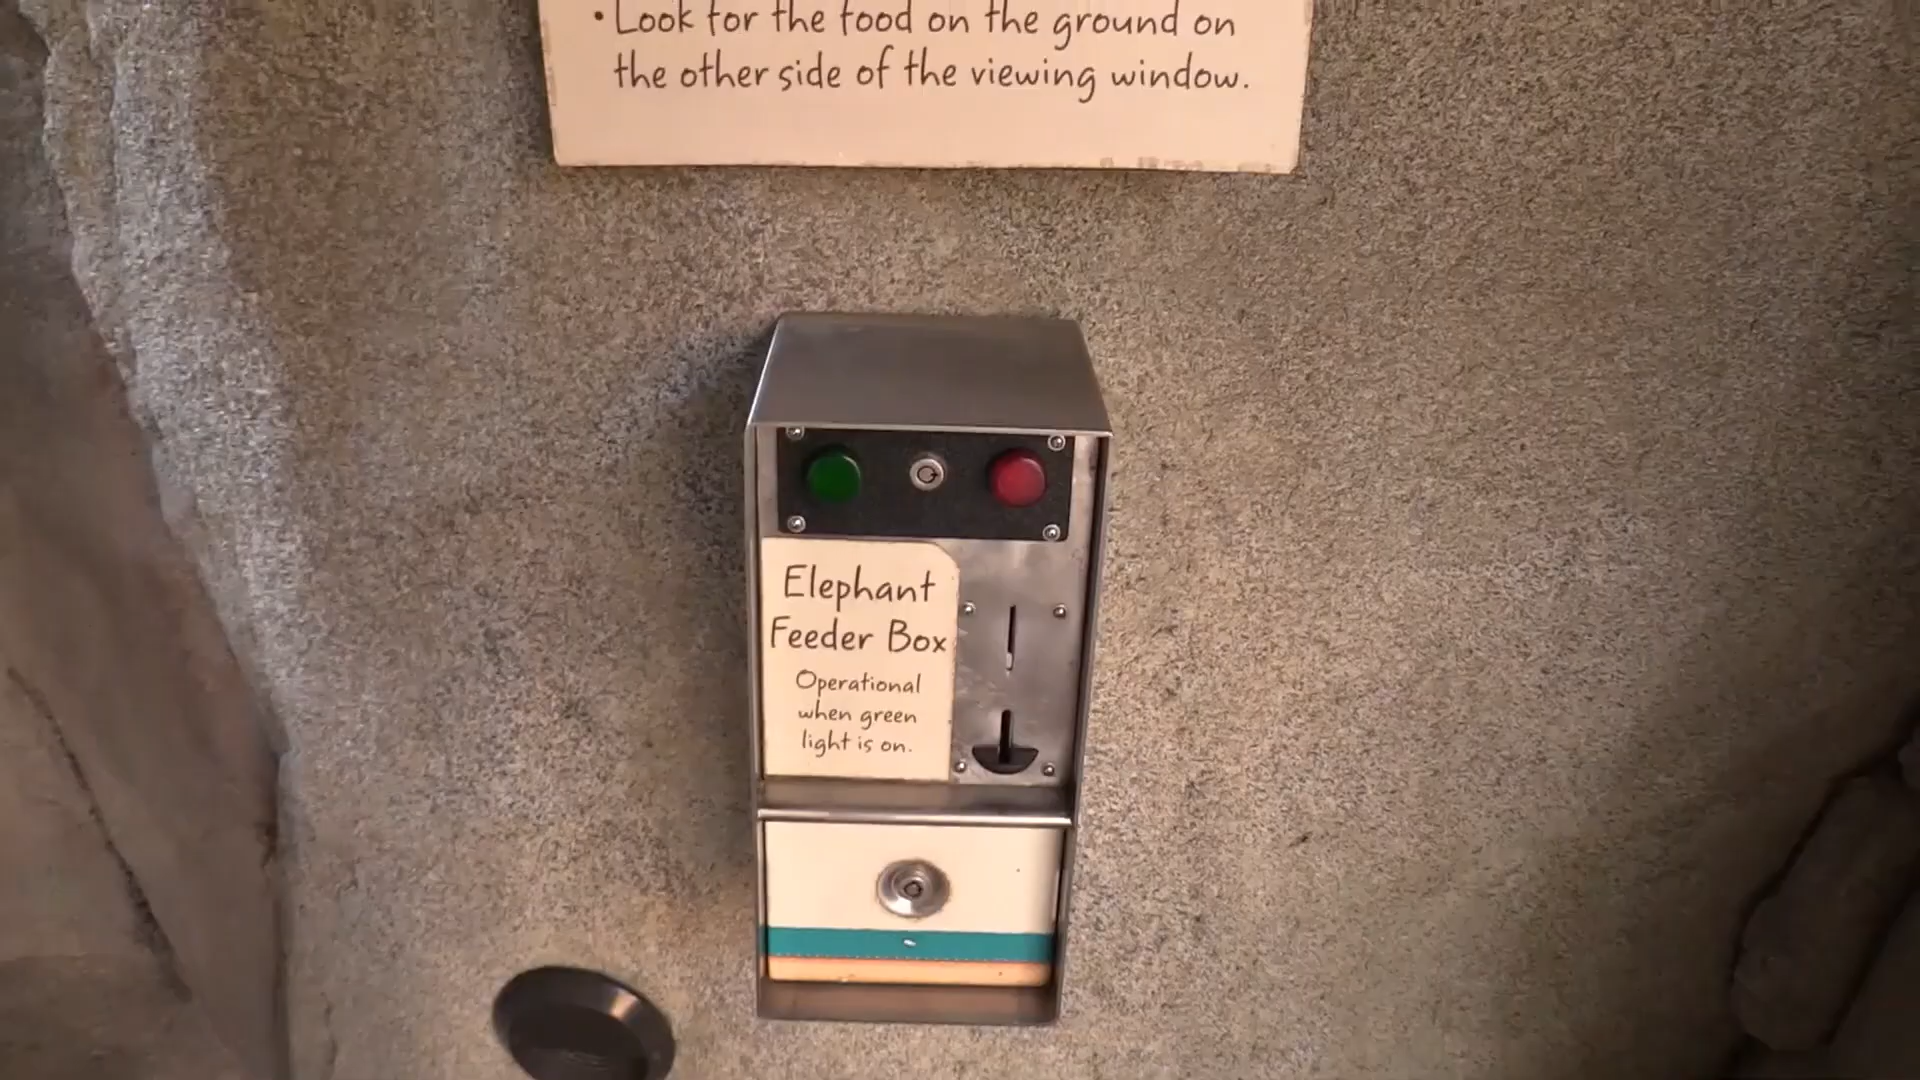 • Look for the food on the ground on
the other side of the viewing window.
Elephant
Feeder Box
Operational
when green
light is on.